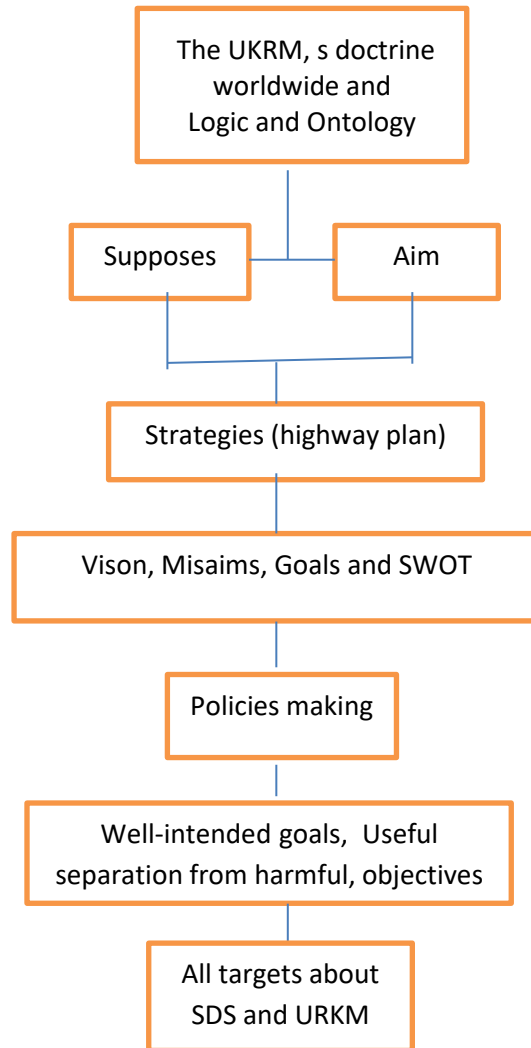 The UKRM, s doctrine
worldwide and
Logic and Ontology
Supposes
Aim
Strategies (highway plan)
Vison, Misaims, Goals and SWOT
Policies making
Well-intended goals, Useful
separation from harmful, objectives
All targets about
SDS and URKM